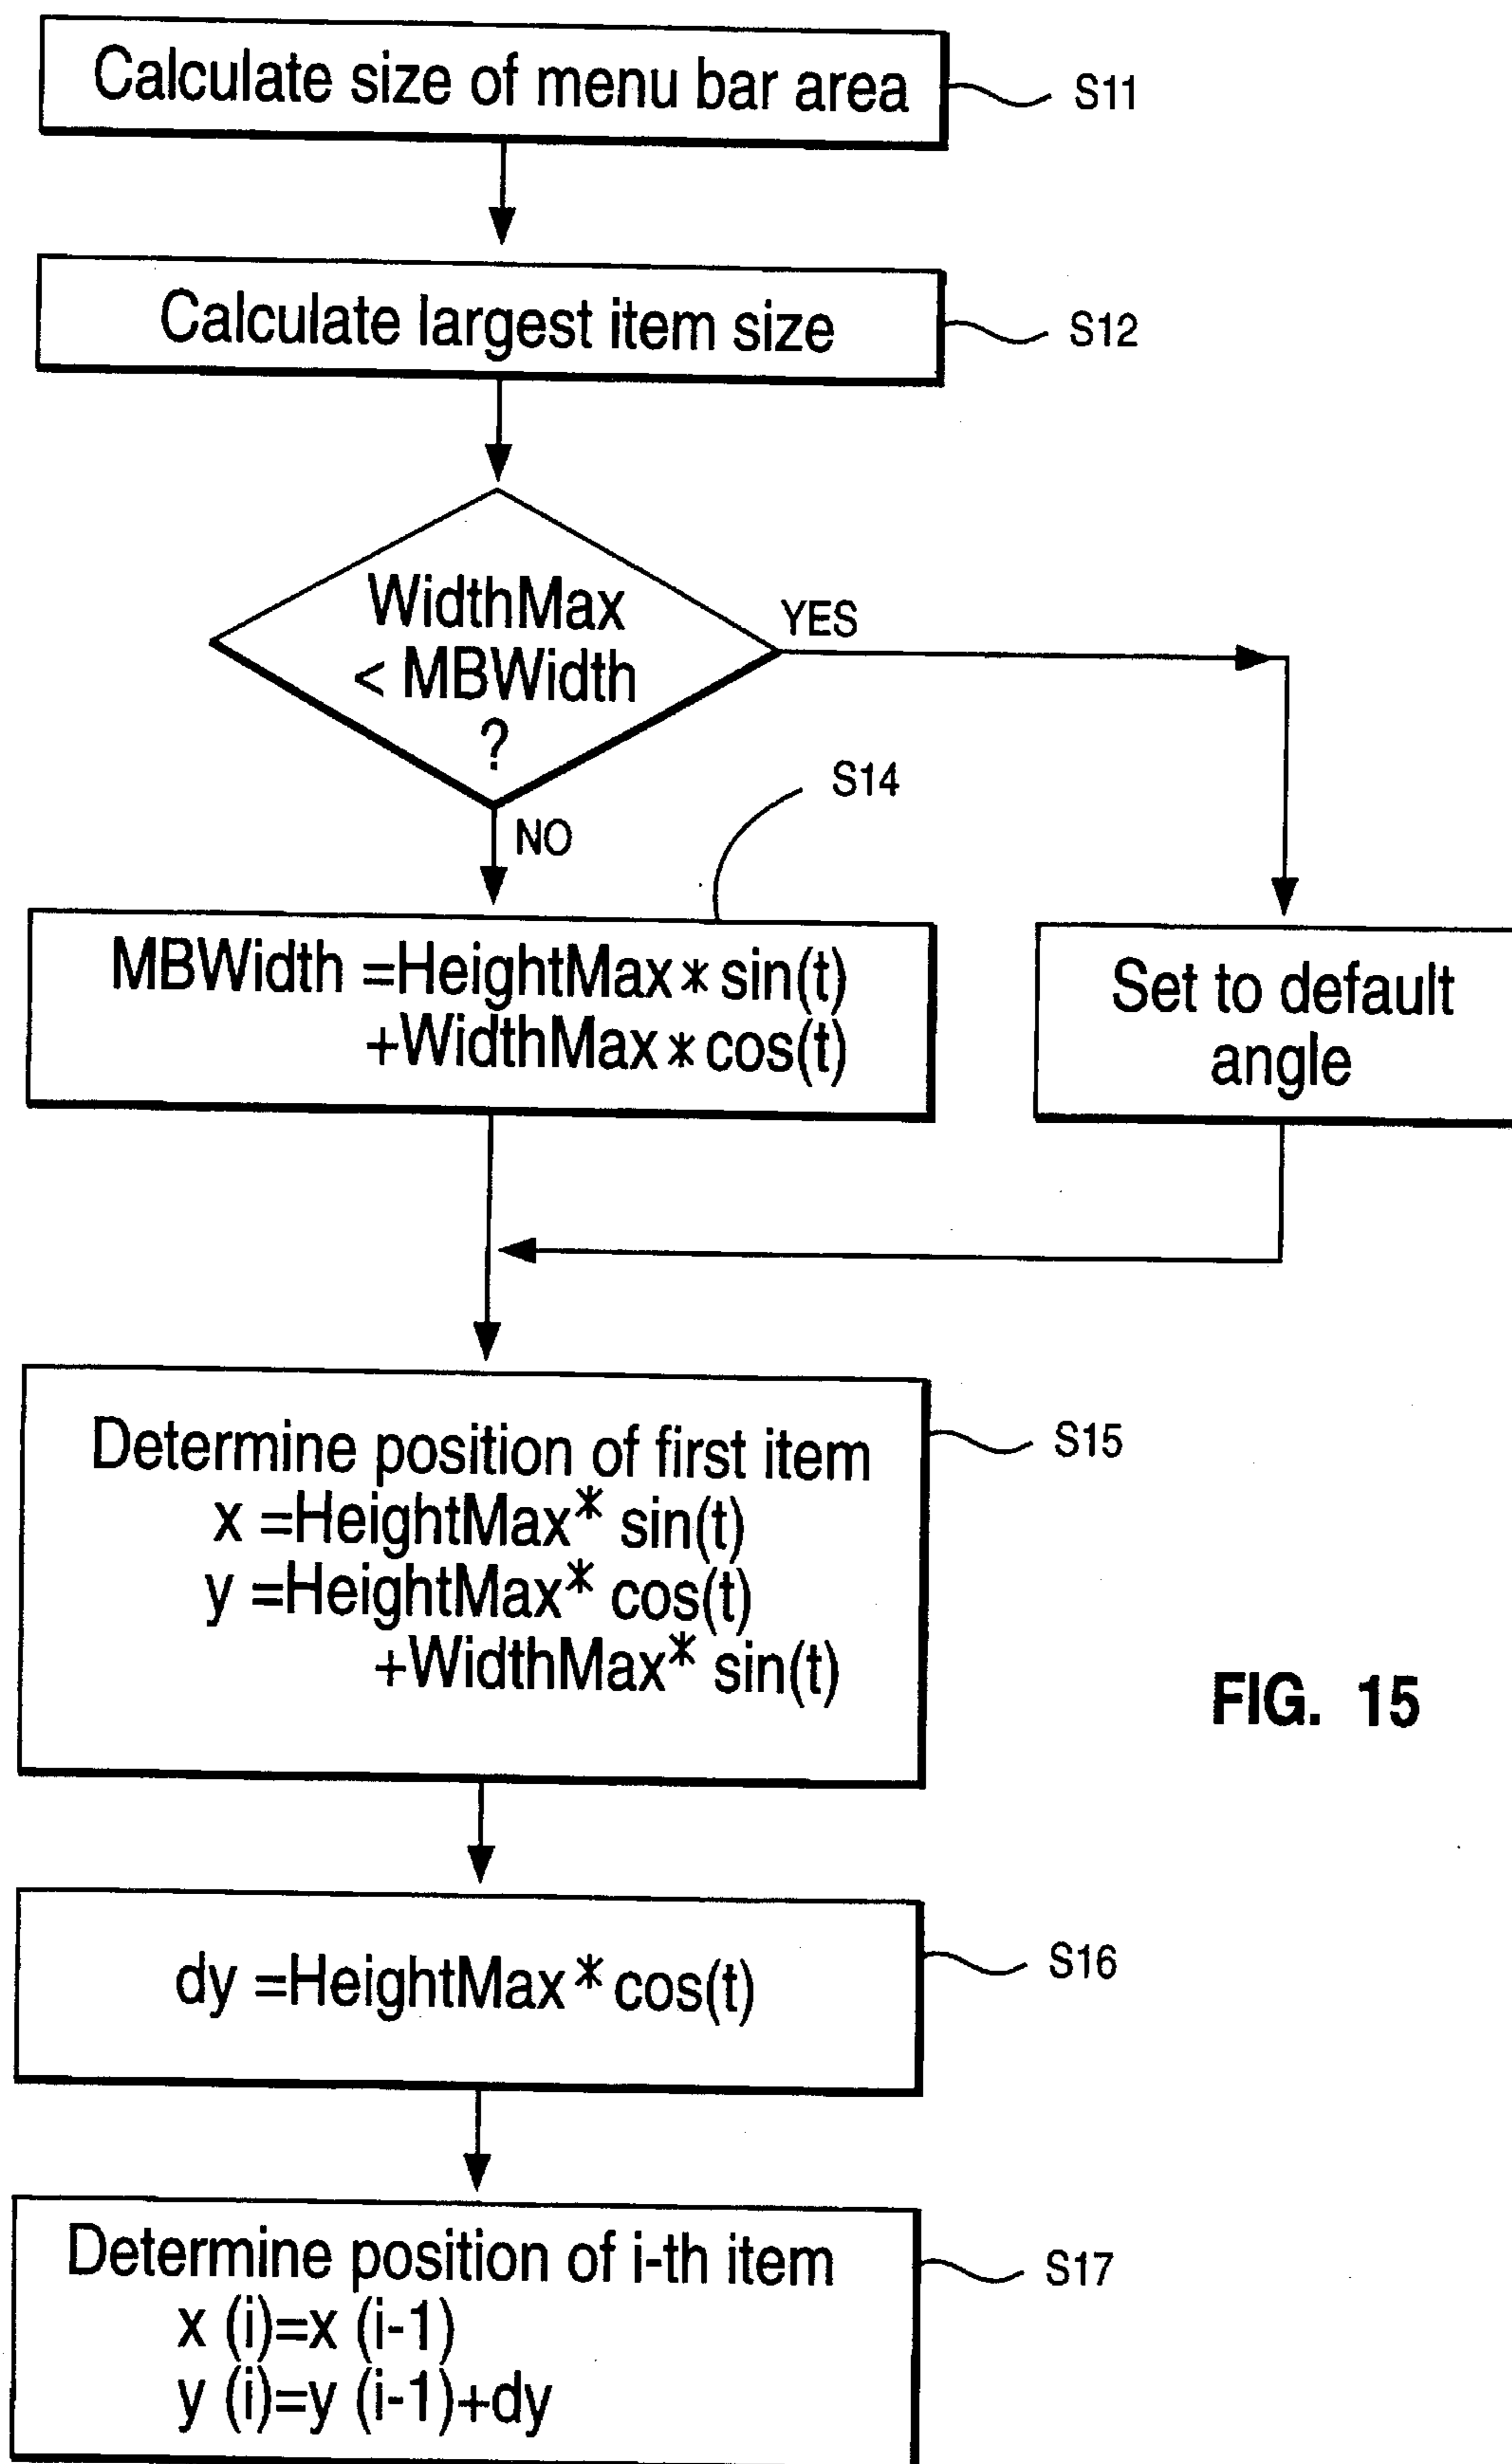 Calculate size of menu bar area
S11
Calculate largest item size
S12
WidthMax
< MBWidth
?
YES
NO
S14
MBWidth =HeightMax * sin(t)
+WidthMax * cos(t)
Set to default
angle
Determine position of first item
x =HeightMax* sin(t)
y =HeightMax* cos(t)
+WidthMax* sin(t)
S15
FIG. 15
dy =HeightMax * cos(t)
S16
Determine position of i-th item
x (i)=x (i-1)
y (i)=y (i-1)+dy
S17